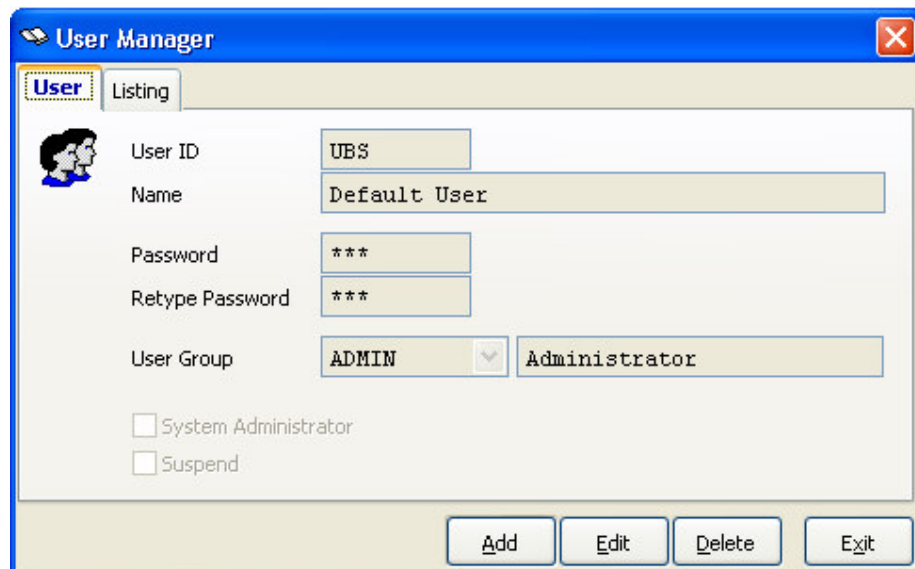 User Manager
User Listing
User ID UBS
Name Default User
Password ***
Retype Password ***
User Group ADMIN Administrator
System Administrator
Suspend
Add Edit Delete Exit